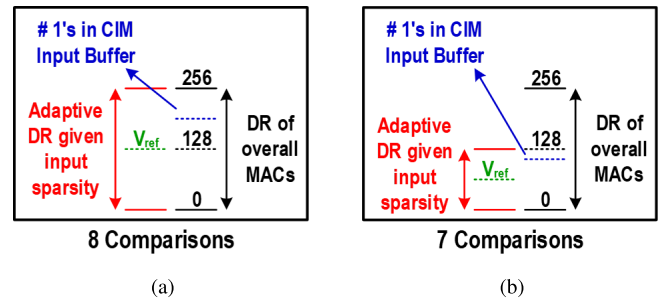 # 1's in CIM
Input Buffer
256
Adaptive
DR given
input
sparsity
Vref
128
DR of
overall
MACs
0
8 Comparisons
(a)
# 1's in CIM
Input Buffer
256
Adaptive
DR given
input
sparsity
128
Vref
DR of
overall
MACs
0
7 Comparisons
(b)